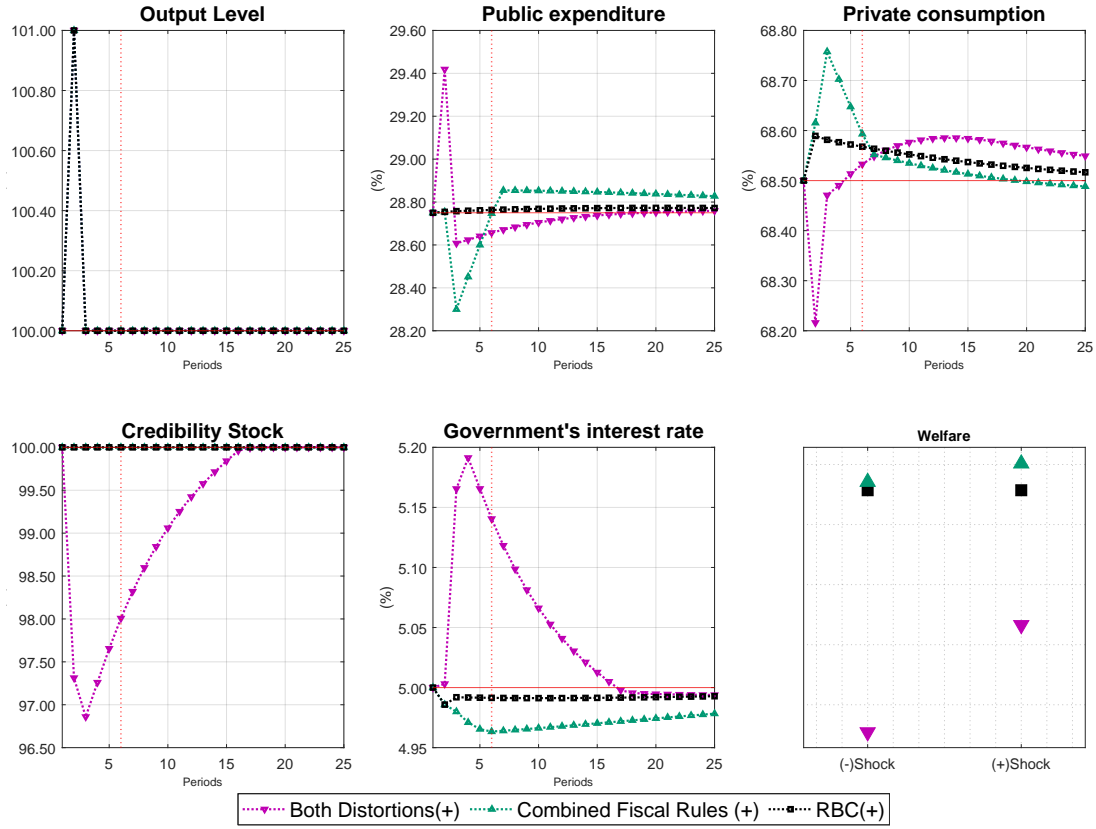 Output Level
101.00
100.80
100.60
100.40
100.20
100.00
5 10 15 20 25
Periods
Public expenditure
(%)
29.60
29.40
29.20
29.00
28.80
28.60
28.40
28.20
5 10 15 20 25
Periods
Private consumption
(%)
68.80
68.70
68.60
68.50
68.40
68.30
68.20
5 10 15 20 25
Periods
Credibility Stock
100.00
99.50
99.00
98.50
98.00
97.50
97.00
96.50
5 10 15 20 25
Periods
Government's interest rate
(%)
5.20
5.15
5.10
5.05
5.00
4.95
5 10 15 20 25
Periods
Welfare
(-)Shock (+)Shock
Both Distortions(+) Combined Fiscal Rules (+) RBC(+)